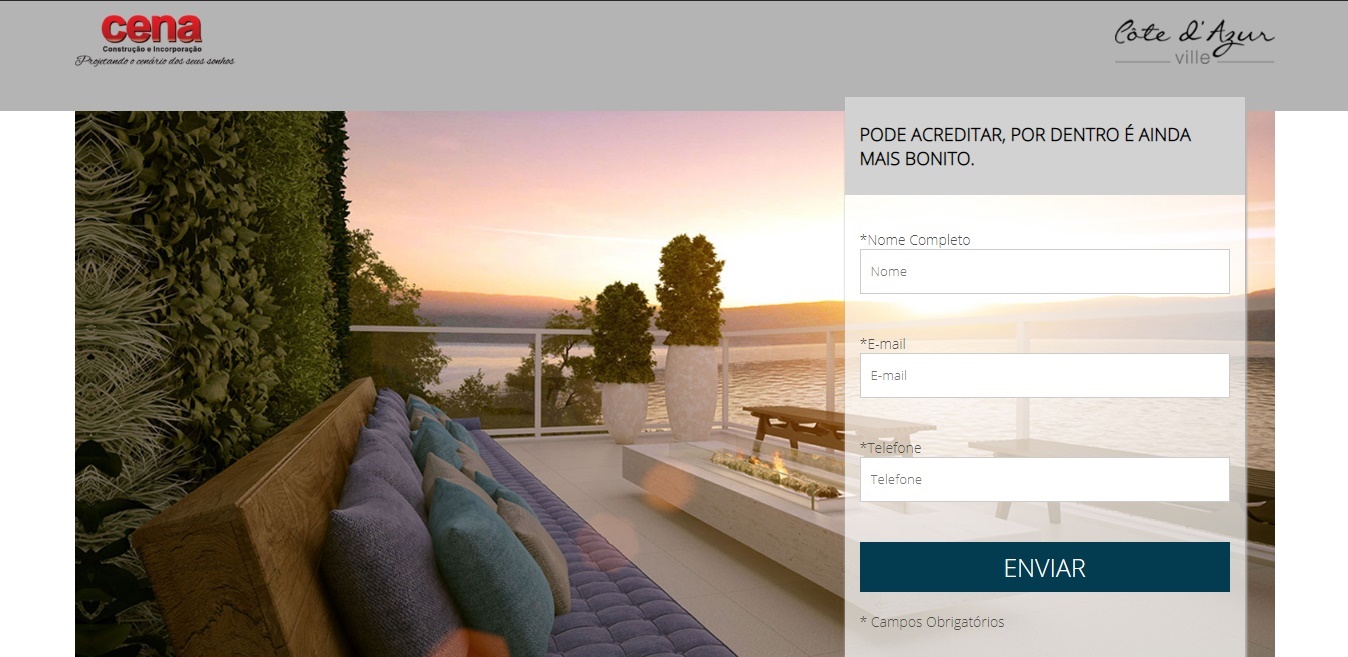 cena
Construção e Incorporação
Projetando o cenário dos seus sonhos
Côte d'Azur
ville
PODE ACREDITAR, POR DENTRO É AINDA
MAIS BONITO.
*Nome Completo
Nome
*E-mail
E-mail
*Telefone
Telefone
ENVIAR
* Campos Obrigatórios